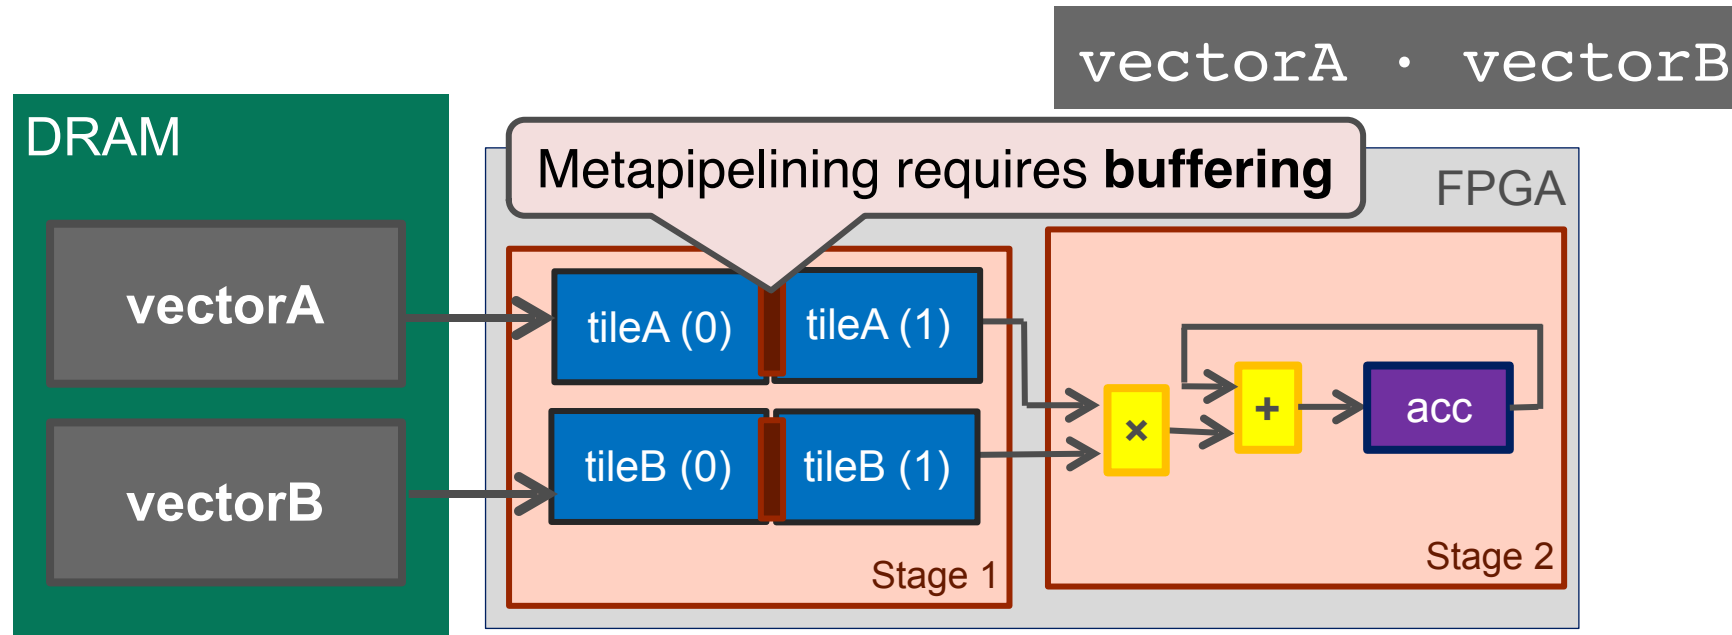 vectorA · vectorB
DRAM
Metapipelining requires buffering
FPGA
vectorA
tileA (0)
tileA (1)
×
+
acc
vectorB
tileB (0)
tileB (1)
Stage 1
Stage 2